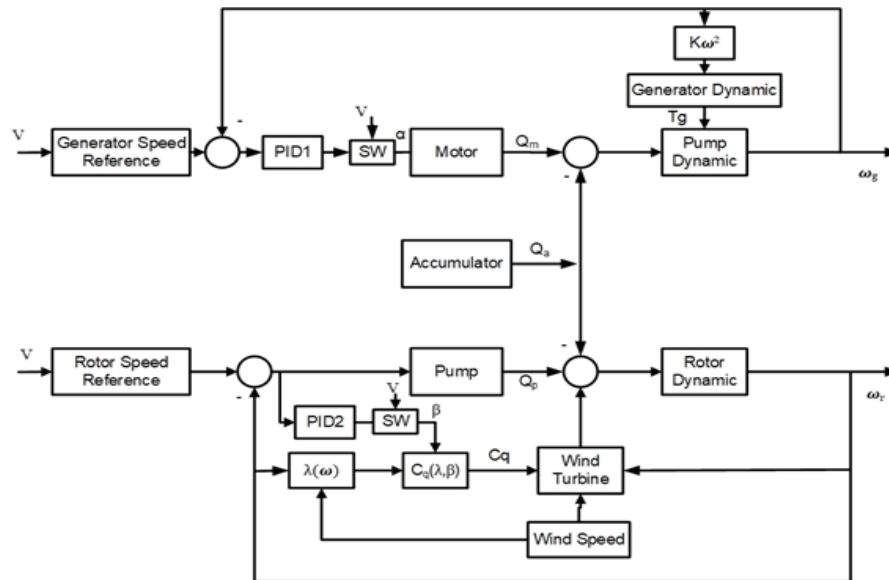 Kω²
Generator Dynamic
Tg
V
Generator Speed
Reference
-
PID1
V
SW
α
Motor
Qm
-
Pump
Dynamic
ωg
Accumulator
Qa
V
Rotor Speed
Reference
-
Pump
Qp
-
Rotor
Dynamic
ωr
PID2
V
SW
β
λ(ω)
Cq(λ,β)
Cq
Wind
Turbine
Wind Speed